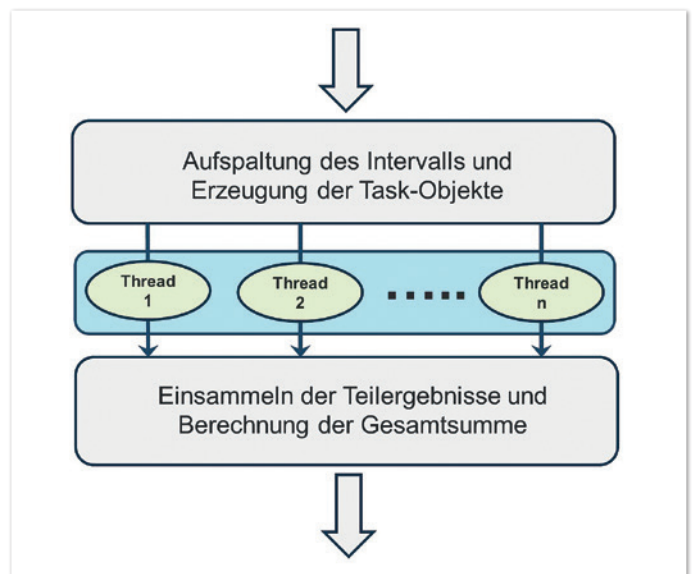 Aufspaltung des Intervalls und
Erzeugung der Task-Objekte
Thread
1
Thread
2
Thread
n
Einsammeln der Teilergebnisse und
Berechnung der Gesamtsumme